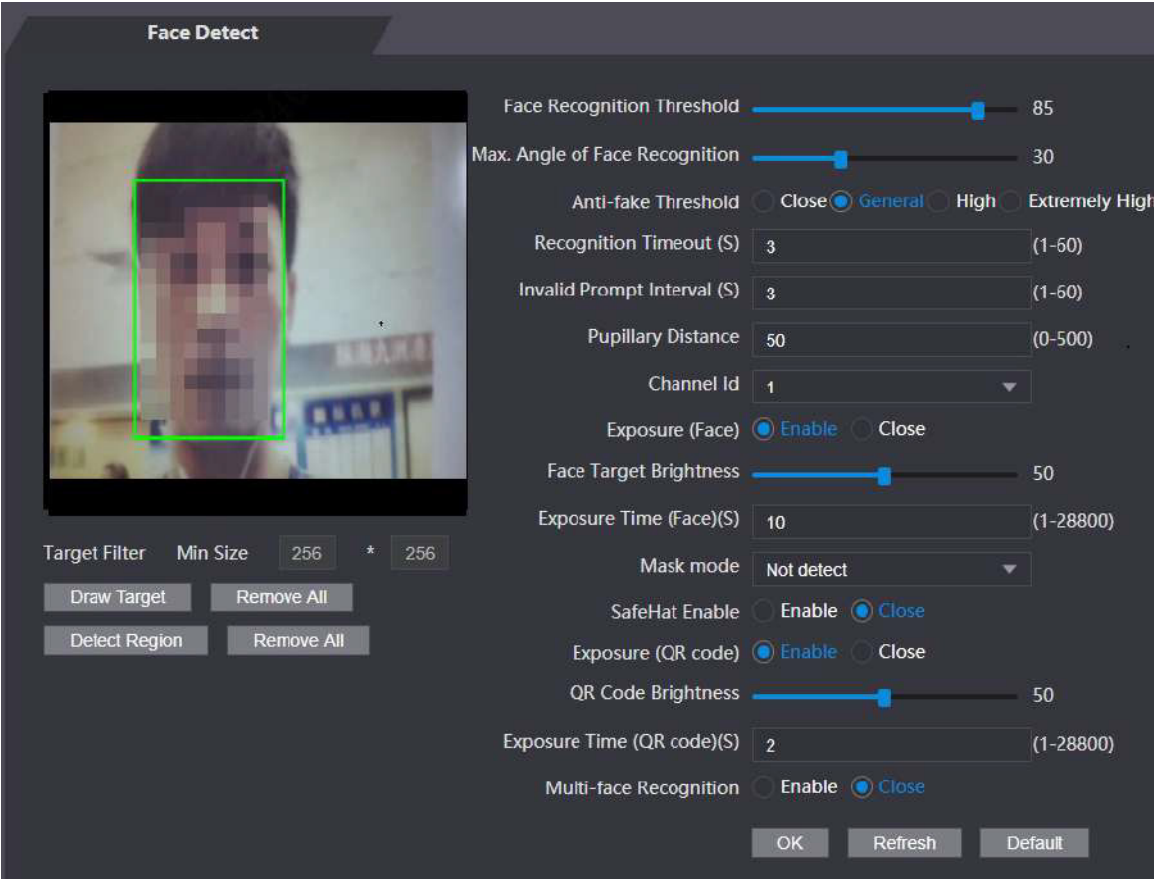 Face Detect
Face Recognition Threshold 85
Max. Angle of Face Recognition 30
Anti-fake Threshold Close General High Extremely High
Recognition Timeout (S) 3 (1-60)
Invalid Prompt Interval (S) 3 (1-60)
Pupillary Distance 50 (0-500)
Channel Id 1
Exposure (Face) Enable Close
Face Target Brightness 50
Exposure Time (Face)(S) 10 (1-28800)
Mask mode Not detect
SafeHat Enable Enable Close
Exposure (QR code) Enable Close
QR Code Brightness 50
Exposure Time (QR code)(S) 2 (1-28800)
Multi-face Recognition Enable Close
OK Refresh Default
Target Filter Min Size 256 * 256
Draw Target Remove All
Detect Region Remove All